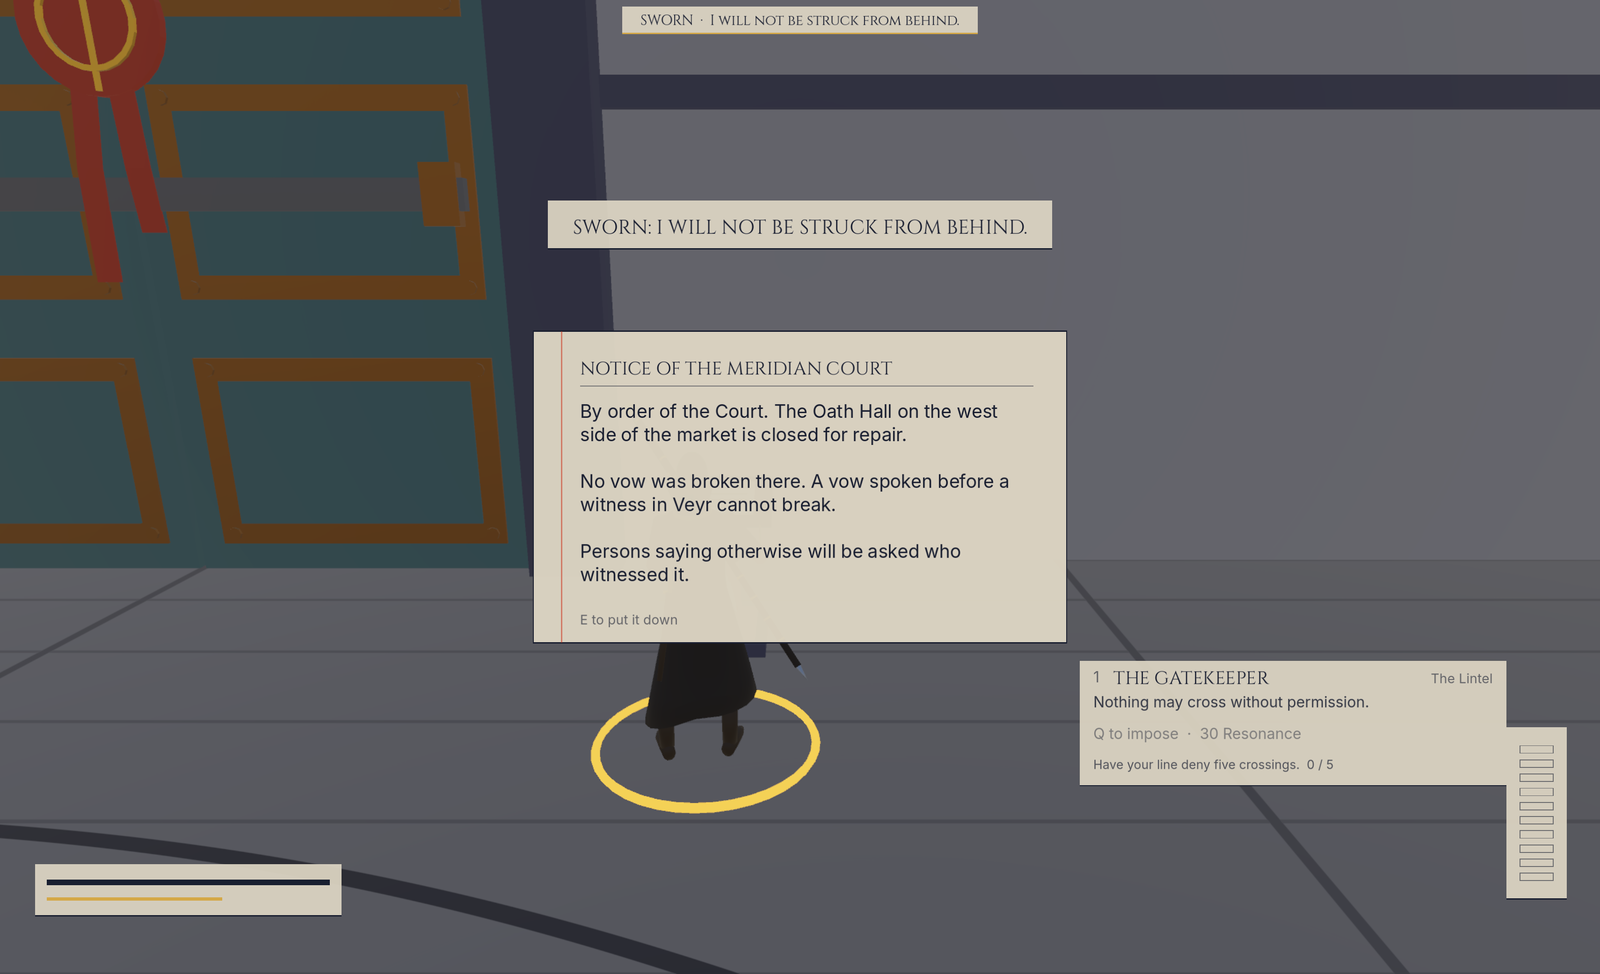 SWORN · I WILL NOT BE STRUCK FROM BEHIND.
SWORN: I WILL NOT BE STRUCK FROM BEHIND.
NOTICE OF THE MERIDIAN COURT
By order of the Court. The Oath Hall on the west
side of the market is closed for repair.
No vow was broken there. A vow spoken before a
witness in Veyr cannot break.
Persons saying otherwise will be asked who
witnessed it.
E to put it down
1 THE GATEKEEPER The Lintel
Nothing may cross without permission.
Q to impose · 30 Resonance
Have your line deny five crossings. 0 / 5